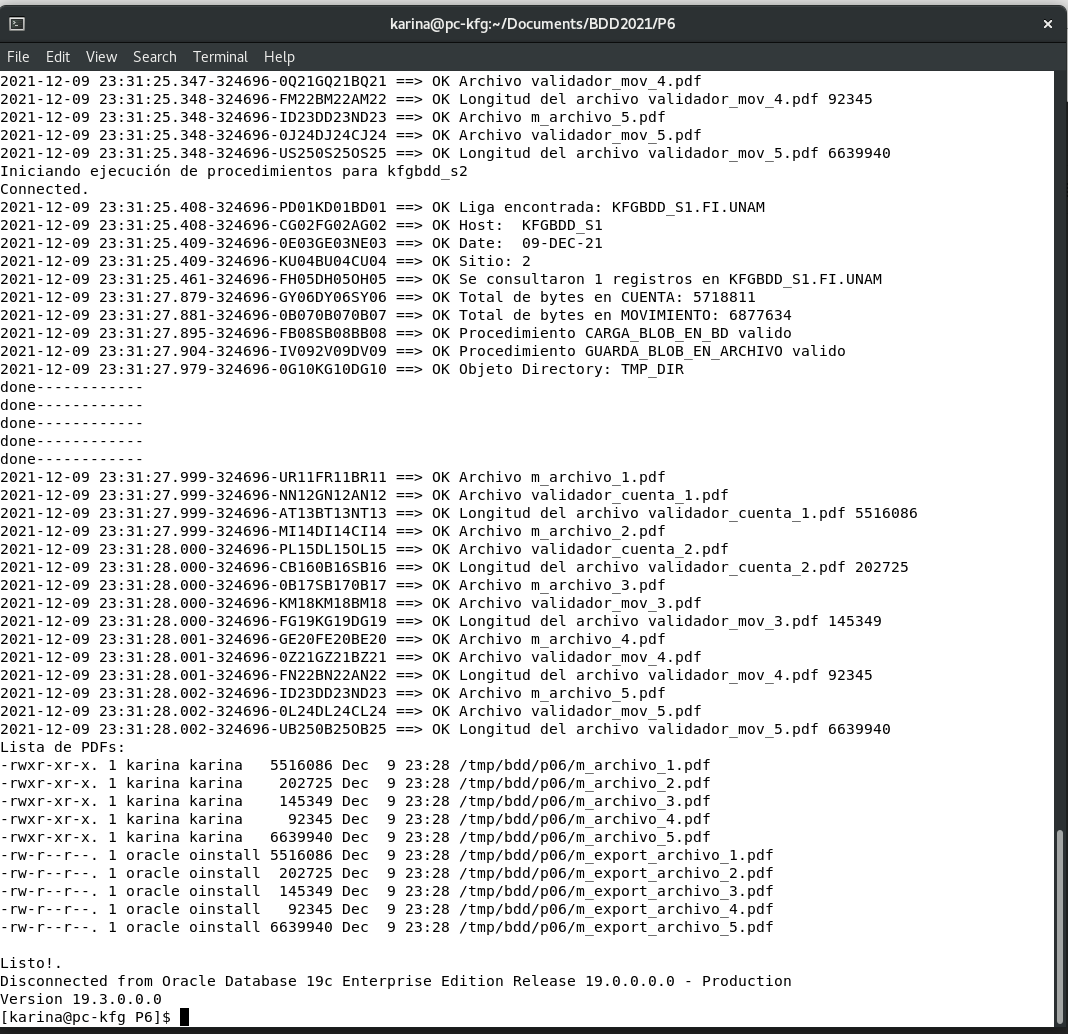 karina@pc-kfg:~/Documents/BDD2021/P6
File Edit View Search Terminal Help
2021-12-09 23:31:25.347-324696-0Q21GQ21BQ21 ==> OK Archivo validador_mov_4.pdf
2021-12-09 23:31:25.348-324696-FM22BM22AM22 ==> OK Longitud del archivo validador_mov_4.pdf 92345
2021-12-09 23:31:25.348-324696-ID23DD23ND23 ==> OK Archivo m_archivo_5.pdf
2021-12-09 23:31:25.348-324696-0J24DJ24CJ24 ==> OK Archivo validador_mov_5.pdf
2021-12-09 23:31:25.348-324696-US250S25OS25 ==> OK Longitud del archivo validador_mov_5.pdf 6639940
Iniciando ejecución de procedimientos para kfgbdd_s2
Connected.
2021-12-09 23:31:25.408-324696-PD01KD01BD01 ==> OK Liga encontrada: KFGBDD_S1.FI.UNAM
2021-12-09 23:31:25.408-324696-CG02FG02AG02 ==> OK Host:  KFGBDD_S1
2021-12-09 23:31:25.409-324696-0E03GE03NE03 ==> OK Date:  09-DEC-21
2021-12-09 23:31:25.409-324696-KU04BU04CU04 ==> OK Sitio: 2
2021-12-09 23:31:25.461-324696-FH05DH05OH05 ==> OK Se consultaron 1 registros en KFGBDD_S1.FI.UNAM
2021-12-09 23:31:27.879-324696-GY06DY06SY06 ==> OK Total de bytes en CUENTA: 5718811
2021-12-09 23:31:27.881-324696-0B070B070B07 ==> OK Total de bytes en MOVIMIENTO: 6877634
2021-12-09 23:31:27.895-324696-FB08SB08BB08 ==> OK Procedimiento CARGA_BLOB_EN_BD valido
2021-12-09 23:31:27.904-324696-IV092V09DV09 ==> OK Procedimiento GUARDA_BLOB_EN_ARCHIVO valido
2021-12-09 23:31:27.979-324696-0G10KG10DG10 ==> OK Objeto Directory: TMP_DIR
done------------
done------------
done------------
done------------
done------------
2021-12-09 23:31:27.999-324696-UR11FR11BR11 ==> OK Archivo m_archivo_1.pdf
2021-12-09 23:31:27.999-324696-NN12GN12AN12 ==> OK Archivo validador_cuenta_1.pdf
2021-12-09 23:31:27.999-324696-AT13BT13NT13 ==> OK Longitud del archivo validador_cuenta_1.pdf 5516086
2021-12-09 23:31:27.999-324696-MI14DI14CI14 ==> OK Archivo m_archivo_2.pdf
2021-12-09 23:31:28.000-324696-PL15DL15OL15 ==> OK Archivo validador_cuenta_2.pdf
2021-12-09 23:31:28.000-324696-CB160B16SB16 ==> OK Longitud del archivo validador_cuenta_2.pdf 202725
2021-12-09 23:31:28.000-324696-0B17SB170B17 ==> OK Archivo m_archivo_3.pdf
2021-12-09 23:31:28.000-324696-KM18KM18BM18 ==> OK Archivo validador_mov_3.pdf
2021-12-09 23:31:28.000-324696-FG19KG19DG19 ==> OK Longitud del archivo validador_mov_3.pdf 145349
2021-12-09 23:31:28.001-324696-GE20FE20BE20 ==> OK Archivo m_archivo_4.pdf
2021-12-09 23:31:28.001-324696-0Z21GZ21BZ21 ==> OK Archivo validador_mov_4.pdf
2021-12-09 23:31:28.001-324696-FN22BN22AN22 ==> OK Longitud del archivo validador_mov_4.pdf 92345
2021-12-09 23:31:28.002-324696-ID23DD23ND23 ==> OK Archivo m_archivo_5.pdf
2021-12-09 23:31:28.002-324696-0L24DL24CL24 ==> OK Archivo validador_mov_5.pdf
2021-12-09 23:31:28.002-324696-UB250B25OB25 ==> OK Longitud del archivo validador_mov_5.pdf 6639940
Lista de PDFs:
-rwxr-xr-x. 1 karina karina   5516086 Dec  9 23:28 /tmp/bdd/p06/m_archivo_1.pdf
-rwxr-xr-x. 1 karina karina    202725 Dec  9 23:28 /tmp/bdd/p06/m_archivo_2.pdf
-rwxr-xr-x. 1 karina karina    145349 Dec  9 23:28 /tmp/bdd/p06/m_archivo_3.pdf
-rwxr-xr-x. 1 karina karina     92345 Dec  9 23:28 /tmp/bdd/p06/m_archivo_4.pdf
-rwxr-xr-x. 1 karina karina   6639940 Dec  9 23:28 /tmp/bdd/p06/m_archivo_5.pdf
-rw-r--r--. 1 oracle oinstall 5516086 Dec  9 23:28 /tmp/bdd/p06/m_export_archivo_1.pdf
-rw-r--r--. 1 oracle oinstall  202725 Dec  9 23:28 /tmp/bdd/p06/m_export_archivo_2.pdf
-rw-r--r--. 1 oracle oinstall  145349 Dec  9 23:28 /tmp/bdd/p06/m_export_archivo_3.pdf
-rw-r--r--. 1 oracle oinstall   92345 Dec  9 23:28 /tmp/bdd/p06/m_export_archivo_4.pdf
-rw-r--r--. 1 oracle oinstall 6639940 Dec  9 23:28 /tmp/bdd/p06/m_export_archivo_5.pdf
Listo!.
Disconnected from Oracle Database 19c Enterprise Edition Release 19.0.0.0.0 - Production
Version 19.3.0.0.0
[karina@pc-kfg P6]$